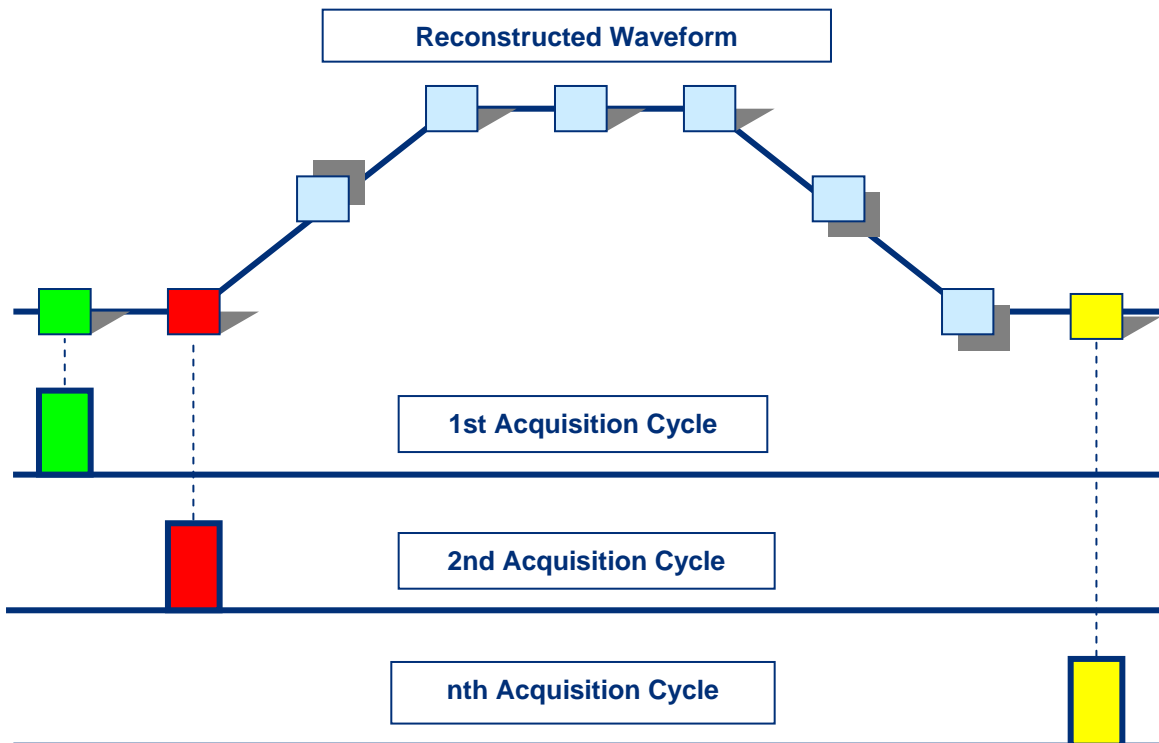 Reconstructed Waveform
1st Acquisition Cycle
2nd Acquisition Cycle
nth Acquisition Cycle